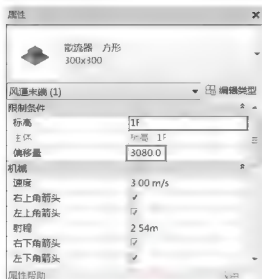 属性
散流器 方形
300x300
风道末端 (1)
编辑类型
限制条件
标高 1F
主体 标高 1F
偏移量 3080.0
机械
速度 3.00 m/s
右上角箭头
左上角箭头
射程 2.54m
右下角箭头
左下角箭头
属性帮助